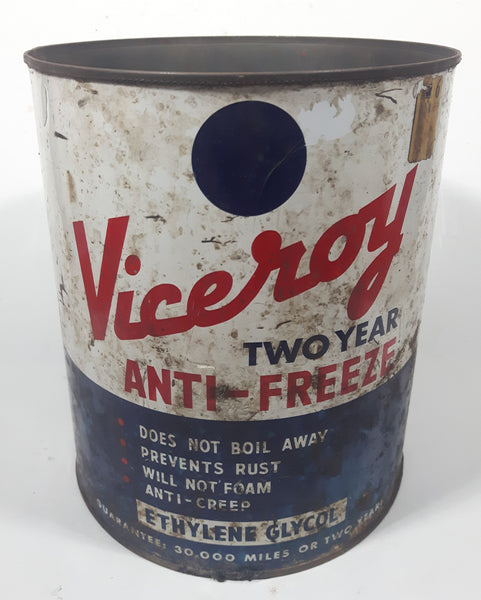 Viceroy
TWO YEAR
ANTI-FREEZE
DOES NOT BOIL AWAY
PREVENTS RUST
WILL NOT FOAM
ANTI-CREEP
ETHYLENE GLYCOL
GUARANTEE: 30,000 MILES OR TWO YEARS